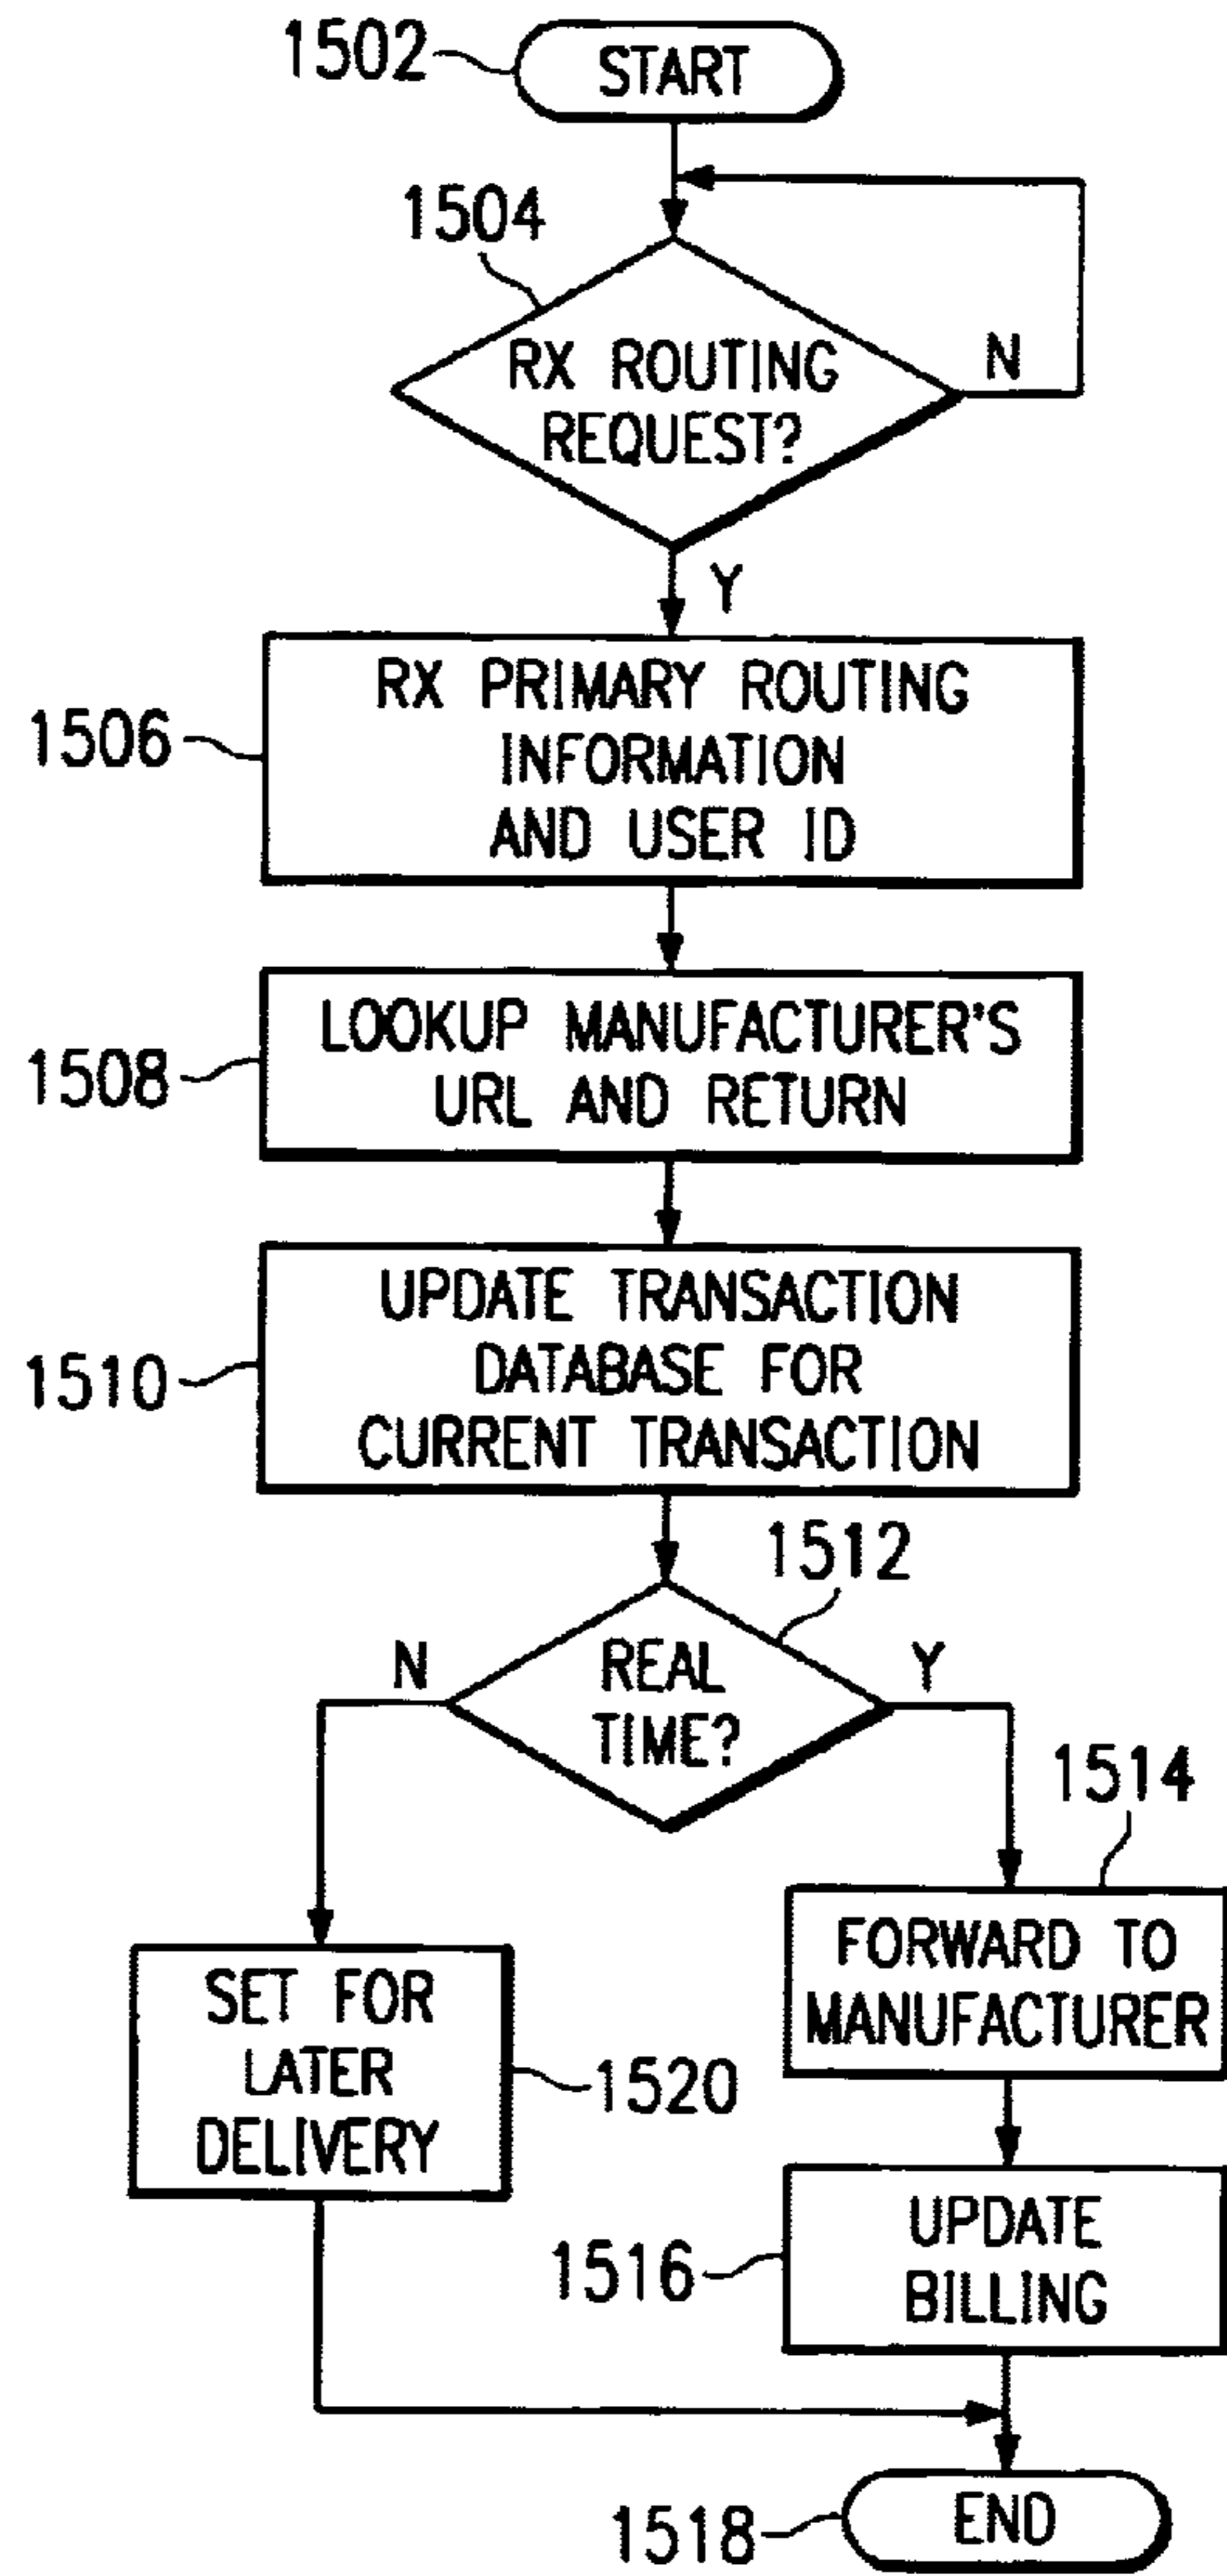 1502
START
1504
RX ROUTING
REQUEST?
N
Y
1506
RX PRIMARY ROUTING
INFORMATION
AND USER ID
1508
LOOKUP MANUFACTURER'S
URL AND RETURN
1510
UPDATE TRANSACTION
DATABASE FOR
CURRENT TRANSACTION
1512
N
REAL
TIME?
Y
1514
FORWARD TO
MANUFACTURER
SET FOR
LATER
DELIVERY
1520
1516
UPDATE
BILLING
1518
END